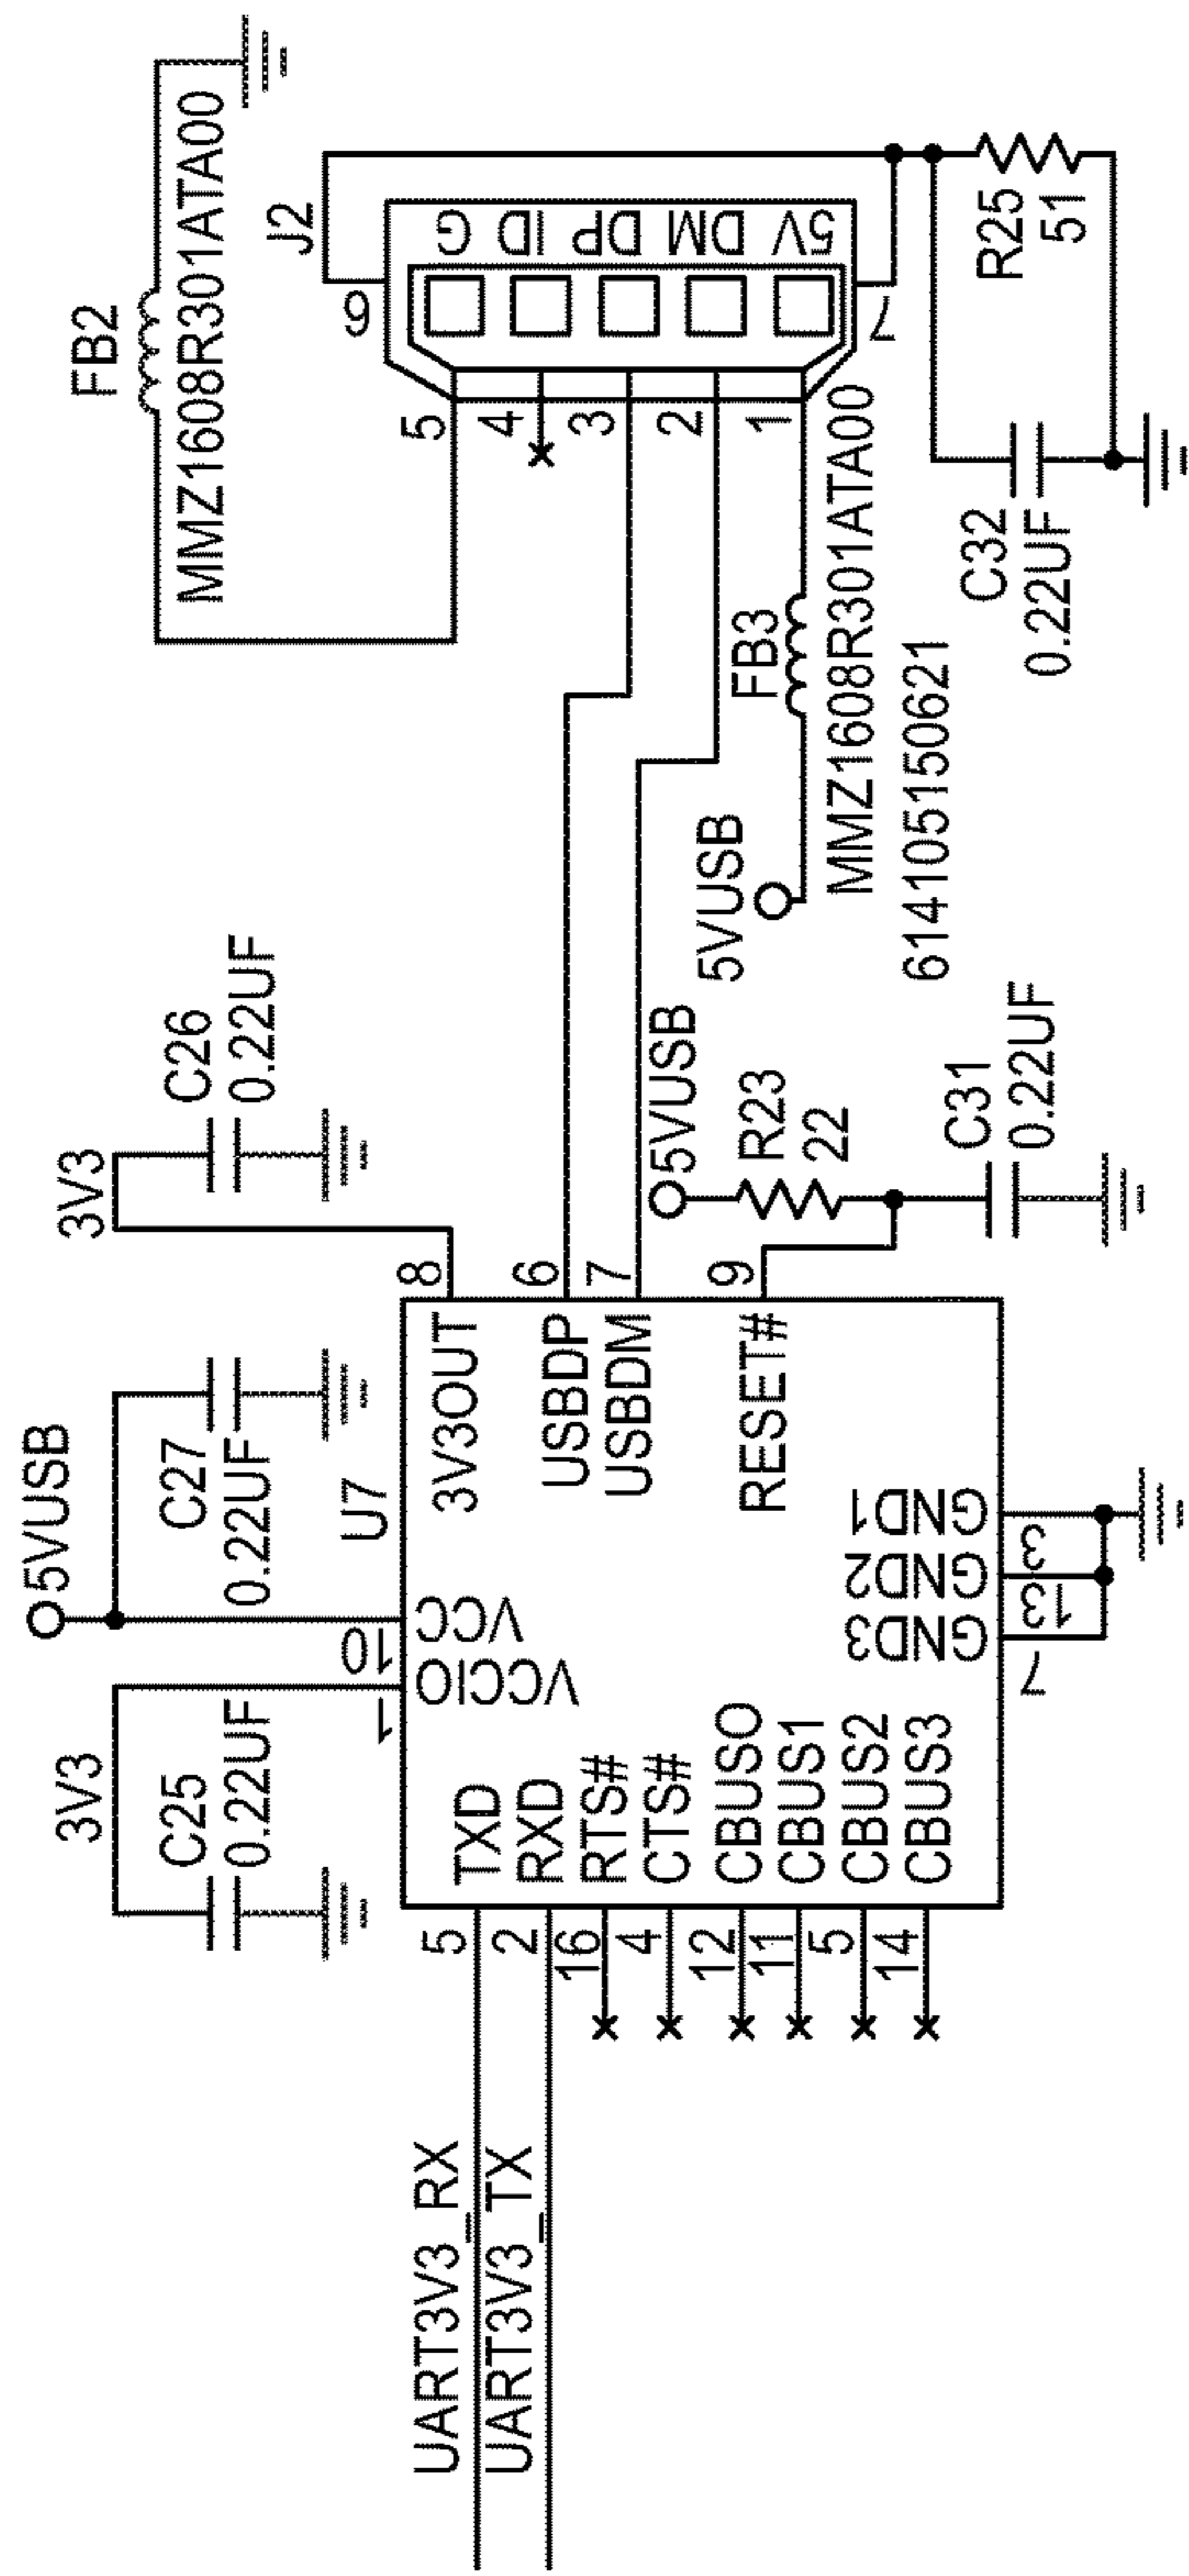 UART3V3_RX
UART3V3_TX
3V3
C25
0.22UF
5VUSB
C27
0.22UF
U7
3V3
C26
0.22UF
1
10
VCCIO
VCC
5
TXD
2
RXD
16
RTS#
4
CTS#
12
CBUSO
11
CBUS1
5
CBUS2
14
CBUS3
3V3OUT
8
USBDP
6
USBDM
7
RESET#
9
GND3
GND2
GND1
7
13
3
5VUSB
R23
22
C31
0.22UF
FB2
MMZ1608R301ATA00
J2
6
5
G
4
ID
3
DP
2
DM
1
5V
7
5VUSB
FB3
MMZ1608R301ATA00
614105150621
C32
0.22UF
R25
51